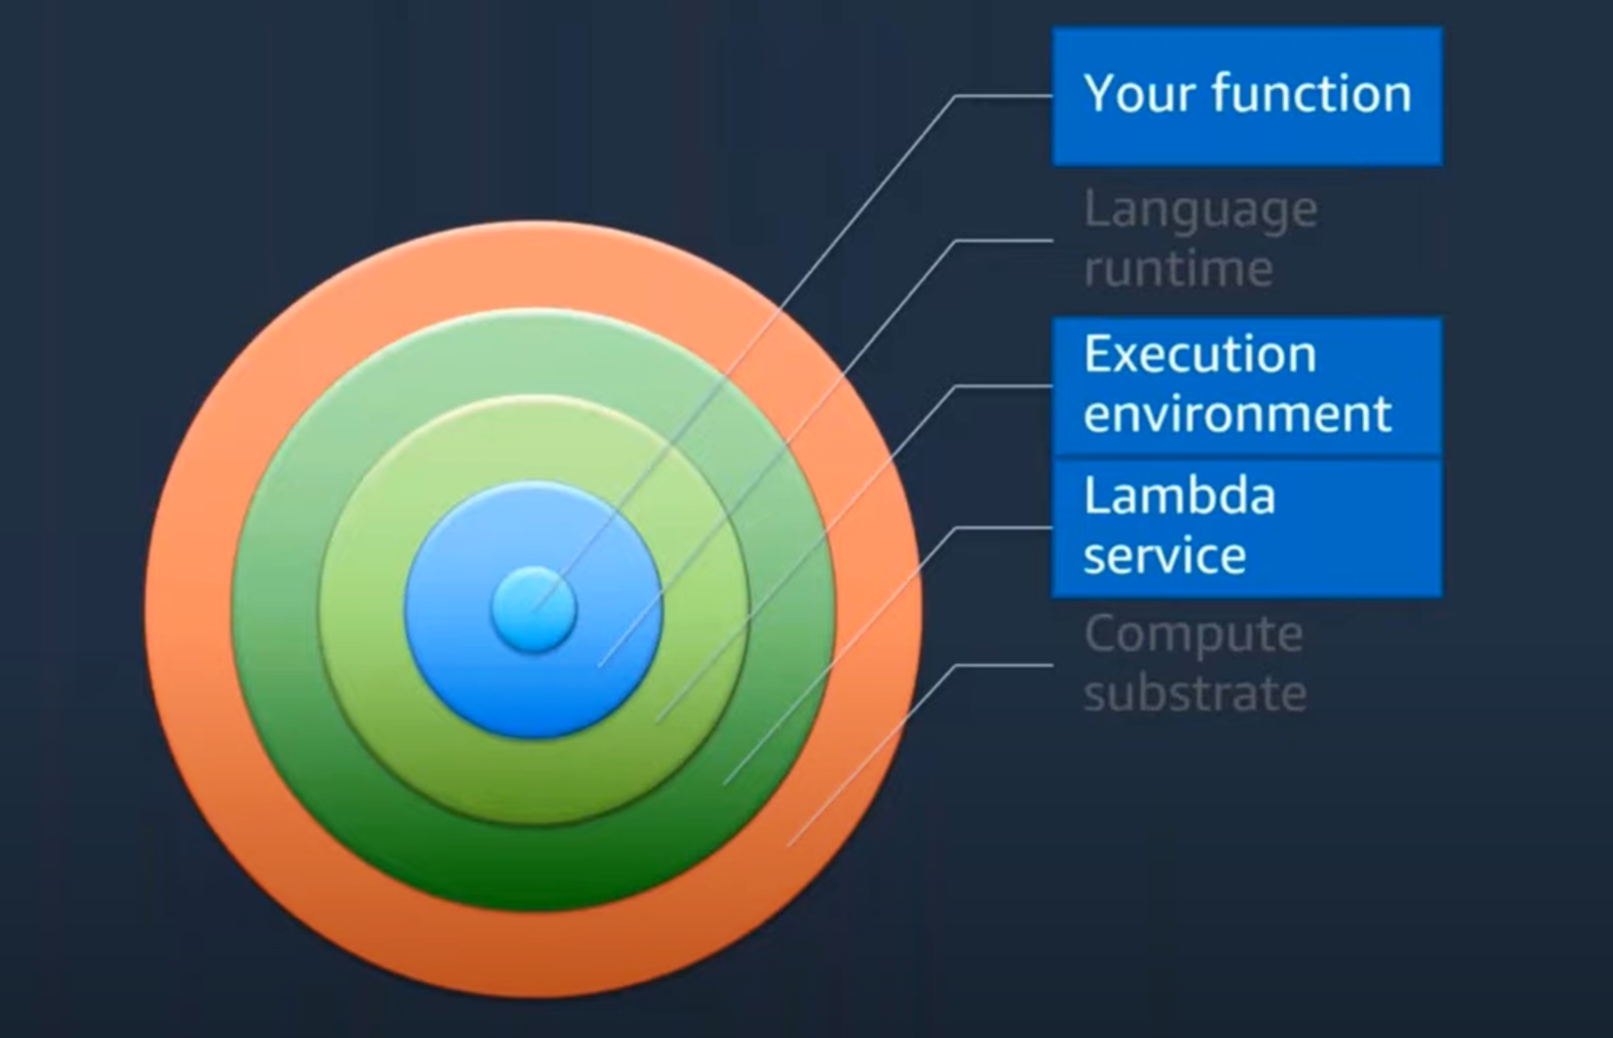 Your function
Language
runtime
Execution
environment
Lambda
service
Compute
substrate